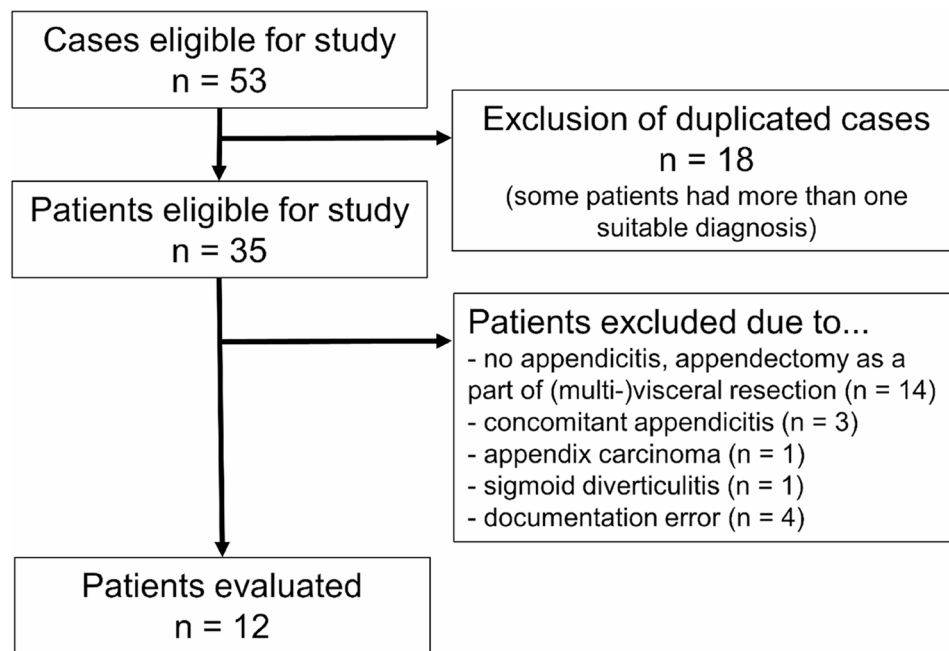 Cases eligible for study
n = 53
Exclusion of duplicated cases
n = 18
(some patients had more than one
suitable diagnosis)
Patients eligible for study
n = 35
Patients excluded due to...
- no appendicitis, appendectomy as a
part of (multi-)visceral resection (n = 14)
- concomitant appendicitis (n = 3)
- appendix carcinoma (n = 1)
- sigmoid diverticulitis (n = 1)
- documentation error (n = 4)
Patients evaluated
n = 12